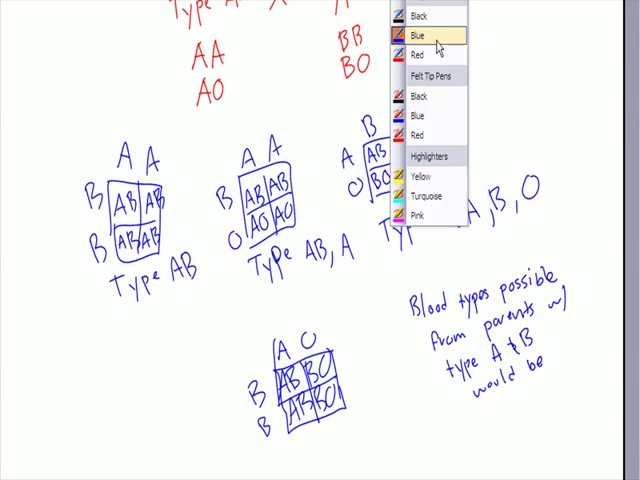 Type A
AA
AO
BB
BO
Black
Blue
Red
Felt Tip Pens
Black
Blue
Red
Highlighters
Yellow
Turquoise
Pink
A A
B AB AB
B AB AB
Type AB
A A
B AB AB
O AO AO
Type AB, A
B
A AB
O BO
Typ A, B, O
A O
B AB BO
B AB BO
Blood types possible
from parents w/
type A & B
would be